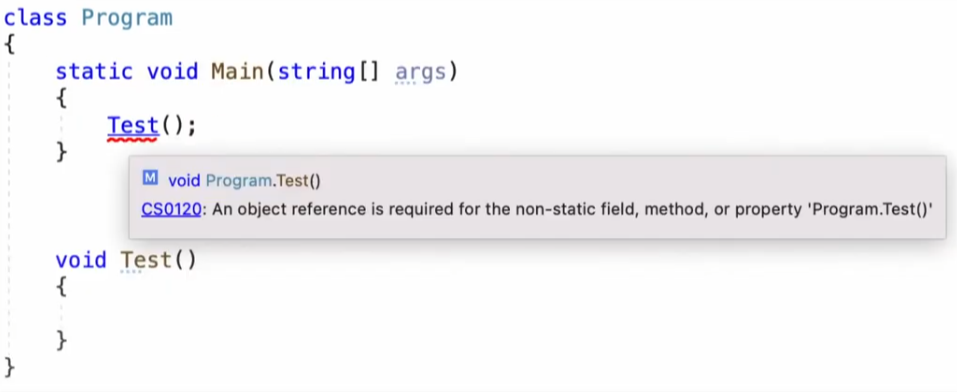 class Program
{
static void Main(string[] args)
{
Test();
}
M void Program.Test()
CS0120: An object reference is required for the non-static field, method, or property 'Program.Test()'
void Test()
{
}
}